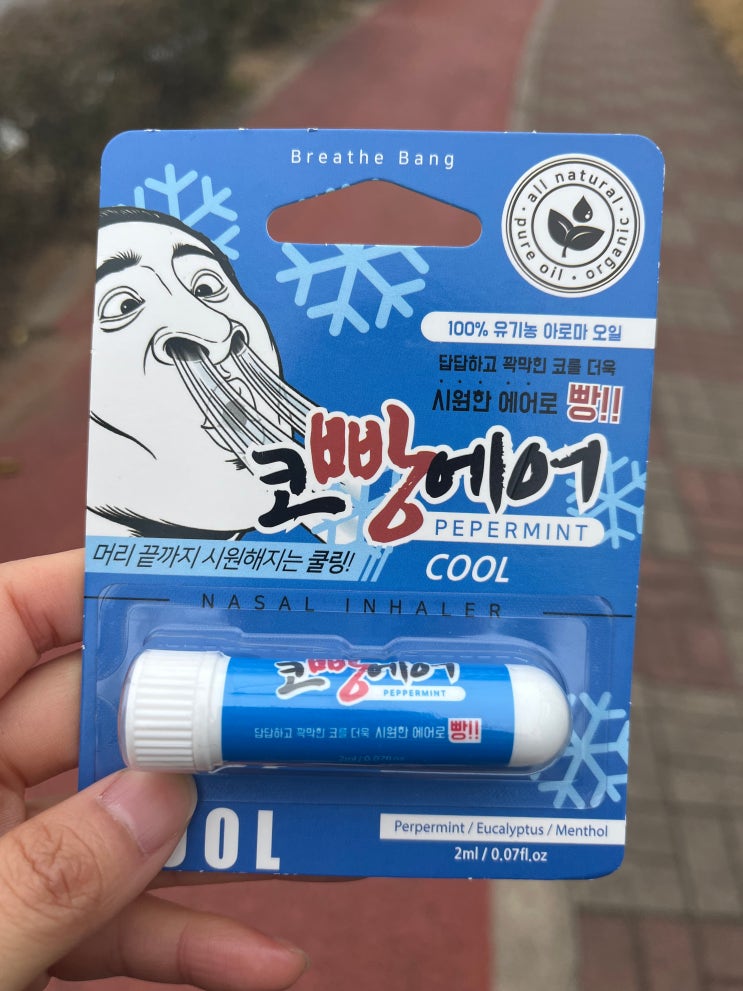 Breathe Bang
all natural · organic · pure oil ·
100% 유기농 아로마 오일
답답하고 꽉막힌 코를 더욱
시원한 에어로 빵!!
코빵에어
PEPERMINT
COOL
머리 끝까지 시원해지는 쿨링!!
NASAL INHALER
코빵에어
PEPPERMINT
답답하고 꽉막힌 코를 더욱 시원한 에어로 빵!!
2ml / 0.07fl.oz
OOL
Perpermint / Eucalyptus / Menthol
2ml / 0.07fl.oz